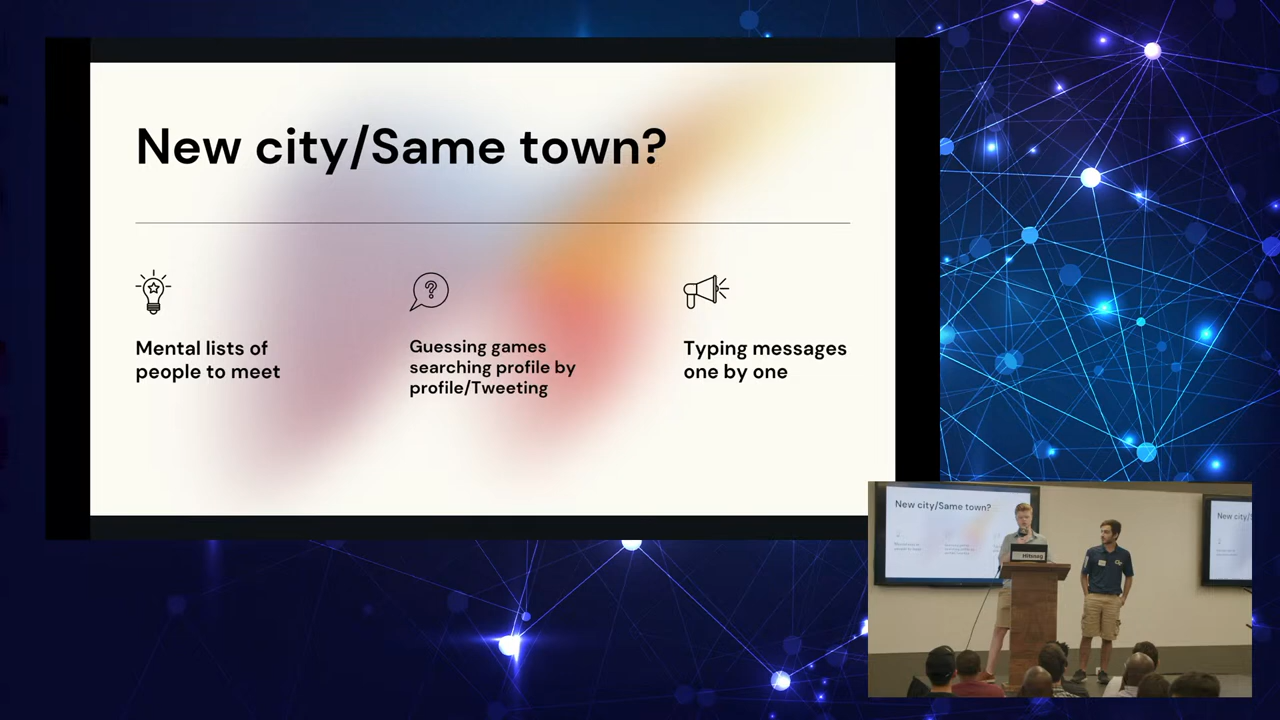 New city/Same town?
Mental lists of
people to meet
Guessing games
searching profile by
profile/Tweeting
Typing messages
one by one
New city/Same town?
Hitmug
New city/S